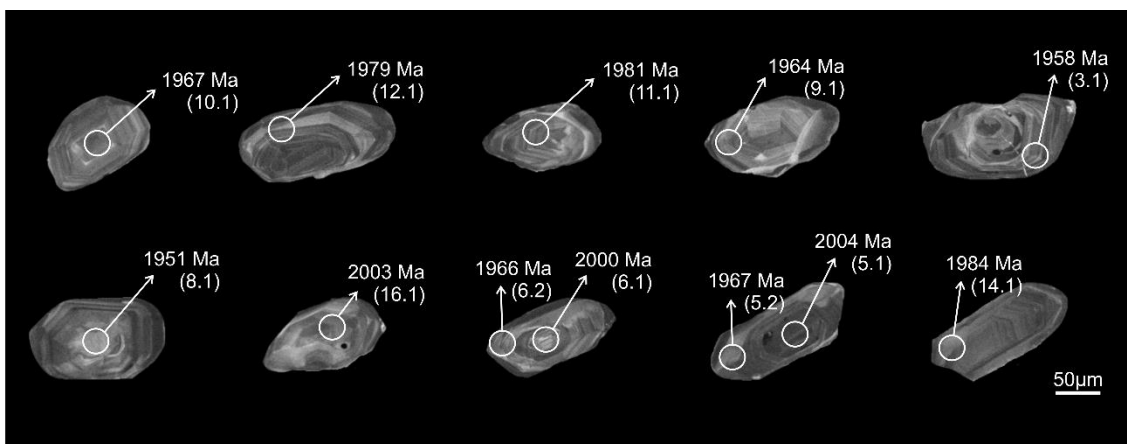 1967 Ma
(10.1)
1979 Ma
(12.1)
1981 Ma
(11.1)
1964 Ma
(9.1)
1958 Ma
(3.1)
1951 Ma
(8.1)
2003 Ma
(16.1)
1966 Ma
(6.2)
2000 Ma
(6.1)
1967 Ma
(5.2)
2004 Ma
(5.1)
1984 Ma
(14.1)
50μm